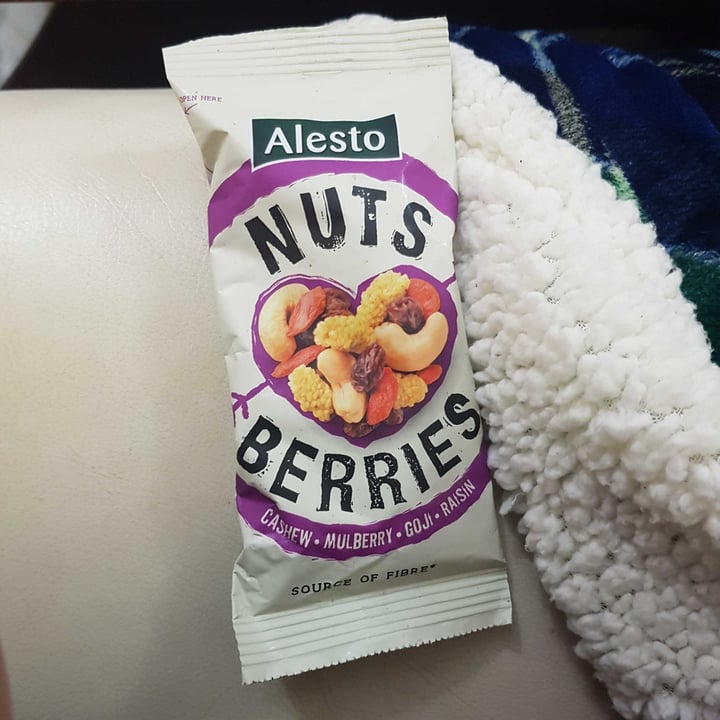 OPEN HERE
Alesto
NUTS
BERRIES
CASHEW • MULBERRY • GOJI • RAISIN
SOURCE OF FIBRE*